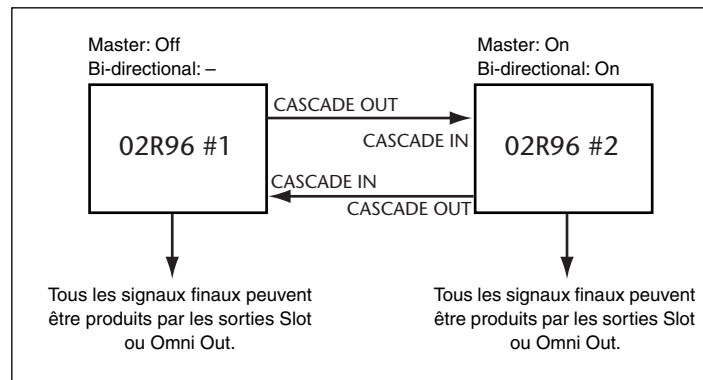 Master: Off
Bi-directional: –
Master: On
Bi-directional: On
02R96 #1
CASCADE OUT
CASCADE IN
CASCADE IN
CASCADE OUT
02R96 #2
Tous les signaux finaux peuvent
être produits par les sorties Slot
ou Omni Out.
Tous les signaux finaux peuvent
être produits par les sorties Slot
ou Omni Out.